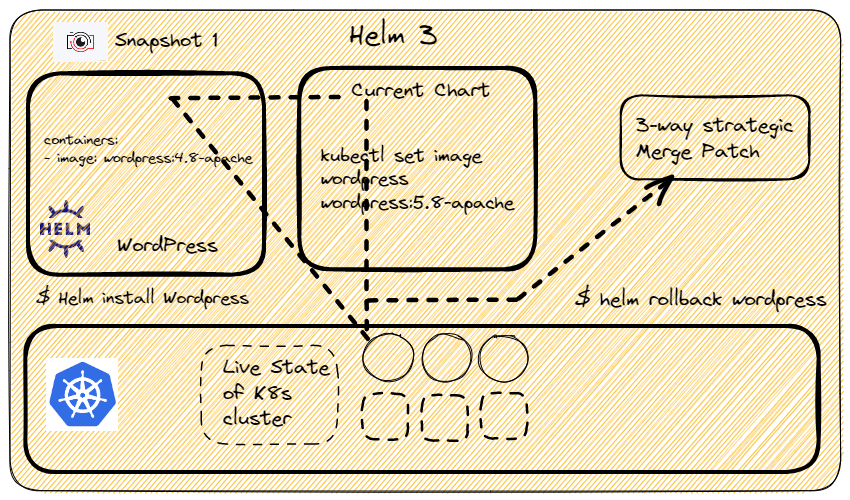 Snapshot 1
Helm 3
Current Chart
containers:
- image: wordpress:4.8-apache
HELM
WordPress
kubectl set image
wordpress
wordpress:5.8-apache
3-way strategic
Merge Patch
$ Helm install Wordpress
$ helm rollback wordpress
Live State
of K8s
cluster